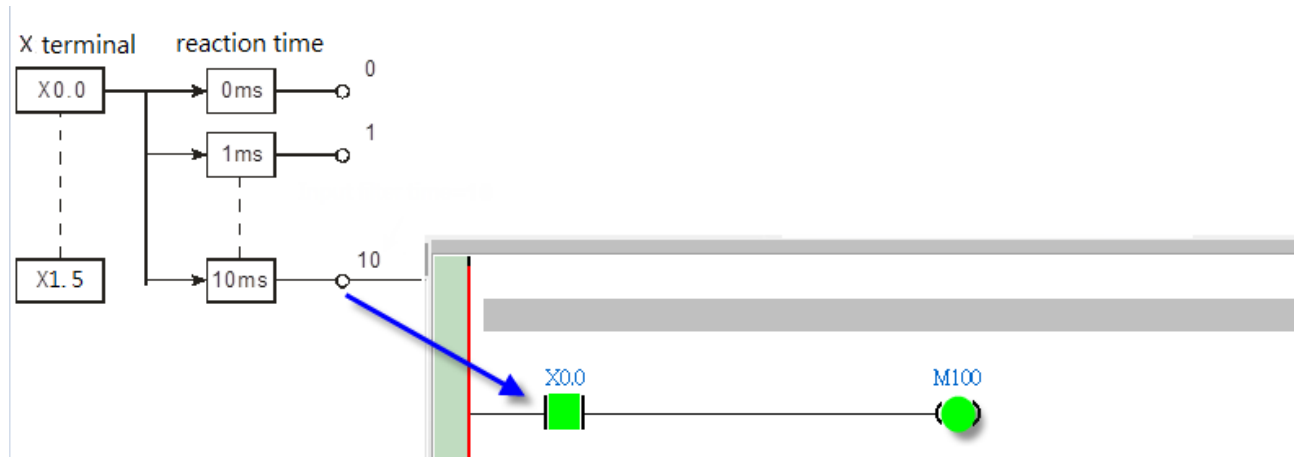 X terminal reaction time
X0.0 0ms 0
1ms 1
X1.5 10ms 10
X0.0 M100